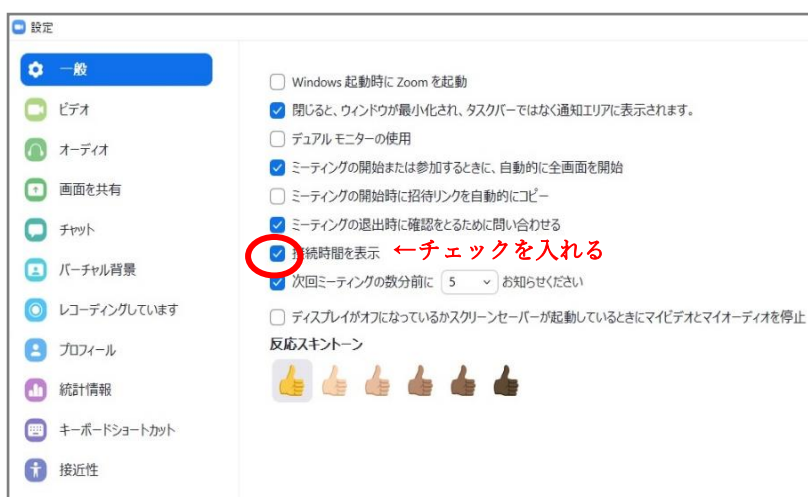 設定
一般
ビデオ
オーディオ
画面を共有
チャット
バーチャル背景
レコーディングしています
プロフィール
統計情報
キーボードショートカット
接近性
Windows 起動時に Zoom を起動
閉じると、ウィンドウが最小化され、タスクバーではなく通知エリアに表示されます。
デュアル モニターの使用
ミーティングの開始または参加するときに、自動的に全画面を開始
ミーティングの開始時に招待リンクを自動的にコピー
ミーティングの退出時に確認をとるために問い合わせる
接続時間を表示 ←チェックを入れる
次回ミーティングの数分前に 5 お知らせください
ディスプレイがオフになっているかスクリーンセーバーが起動しているときにマイビデオとマイオーディオを停止
反応スキントーン